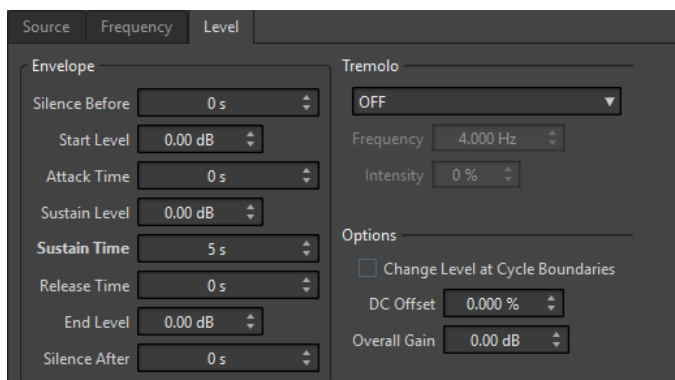 Source Frequency Level
Envelope
Silence Before 0 s
Start Level 0.00 dB
Attack Time 0 s
Sustain Level 0.00 dB
Sustain Time 5 s
Release Time 0 s
End Level 0.00 dB
Silence After 0 s
Tremolo
OFF
Frequency 4.000 Hz
Intensity 0 %
Options
Change Level at Cycle Boundaries
DC Offset 0.000 %
Overall Gain 0.00 dB